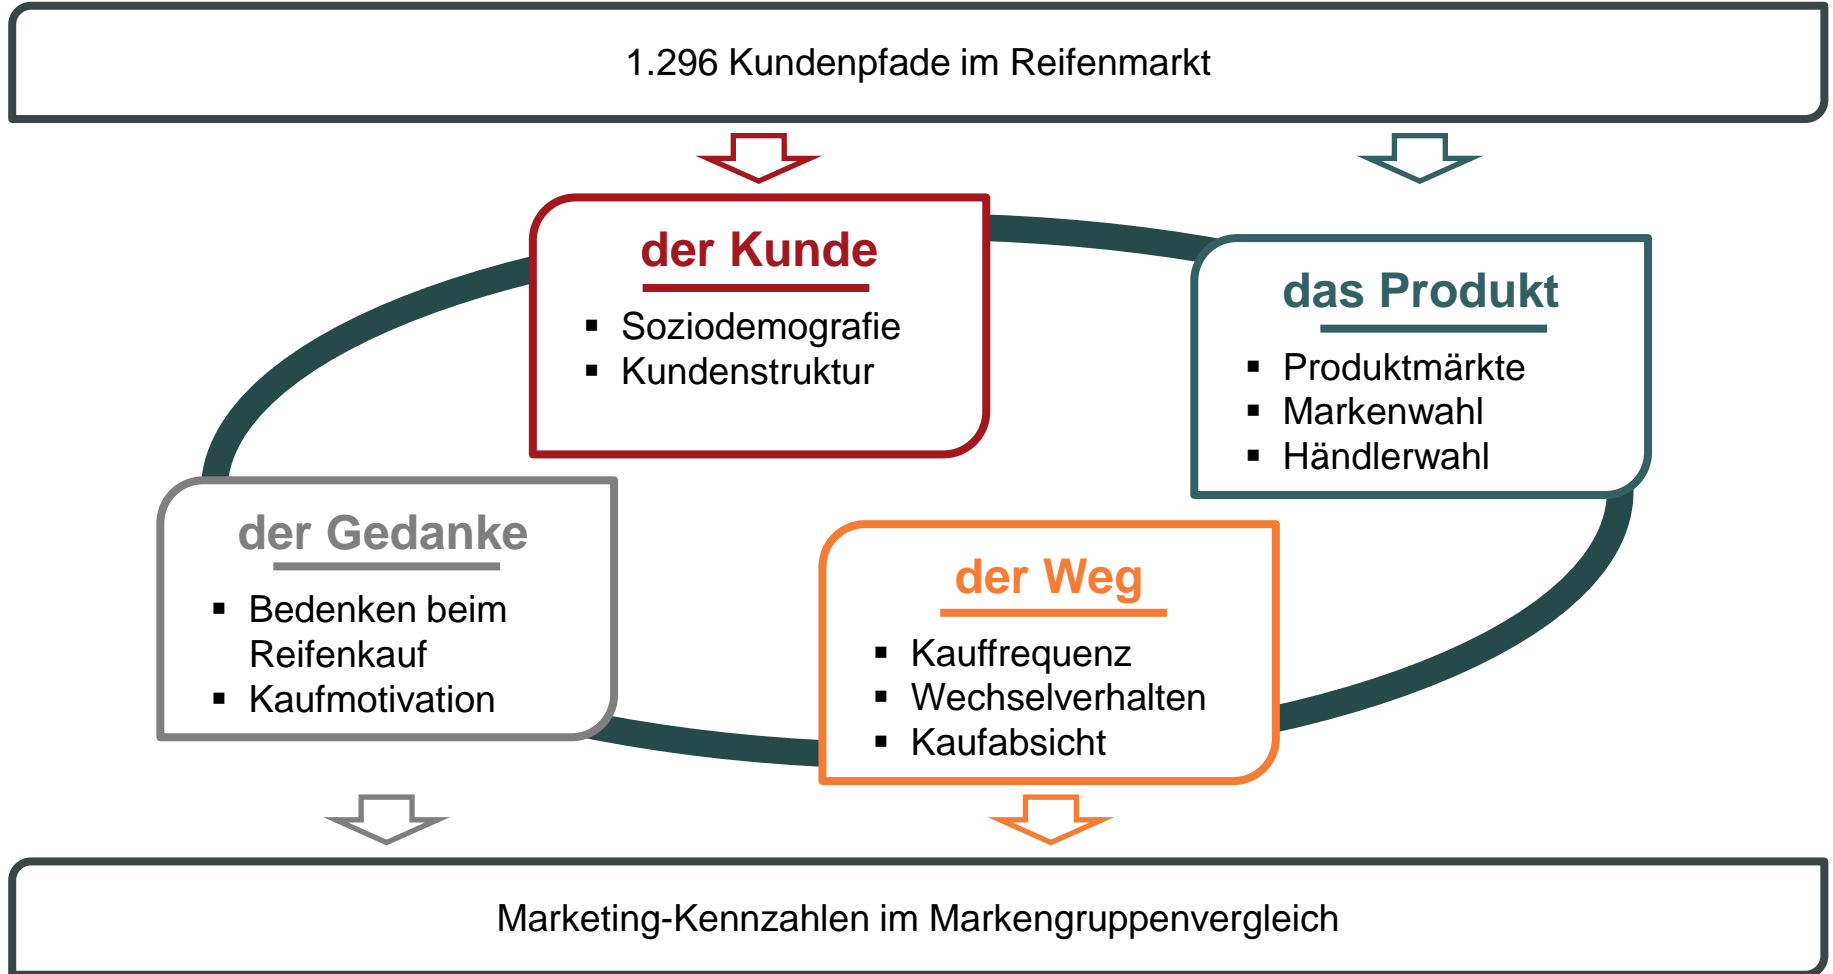 1.296 Kundenpfade im Reifenmarkt
der Kunde
▪ Soziodemografie
▪ Kundenstruktur
das Produkt
▪ Produktmärkte
▪ Markenwahl
▪ Händlerwahl
der Gedanke
▪ Bedenken beim
Reifenkauf
▪ Kaufmotivation
der Weg
▪ Kauffrequenz
▪ Wechselverhalten
▪ Kaufabsicht
Marketing-Kennzahlen im Markengruppenvergleich